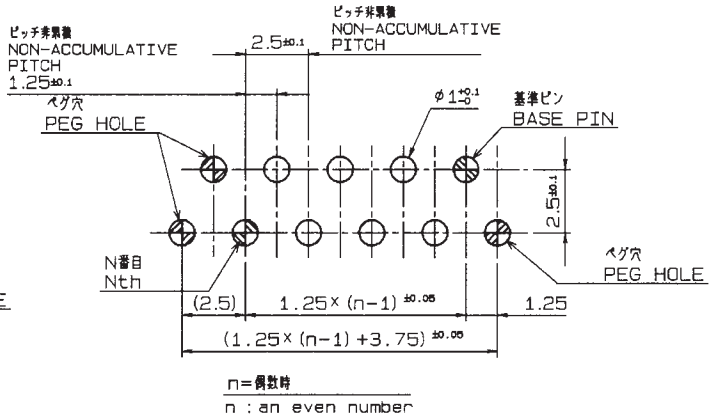 ピッチ非累積
NON-ACCUMULATIVE
PITCH
1.25±0.1
2.5±0.1
ピッチ非累積
NON-ACCUMULATIVE
PITCH
ペグ穴
PEG HOLE
φ1+0.1 -0
基準ピン
BASE PIN
2.5±0.1
N番目
Nth
ペグ穴
PEG HOLE
E
(2.5)
1.25×(n-1) ±0.05
1.25
(1.25×(n-1)+3.75) ±0.05
n=偶数時
n : an even number